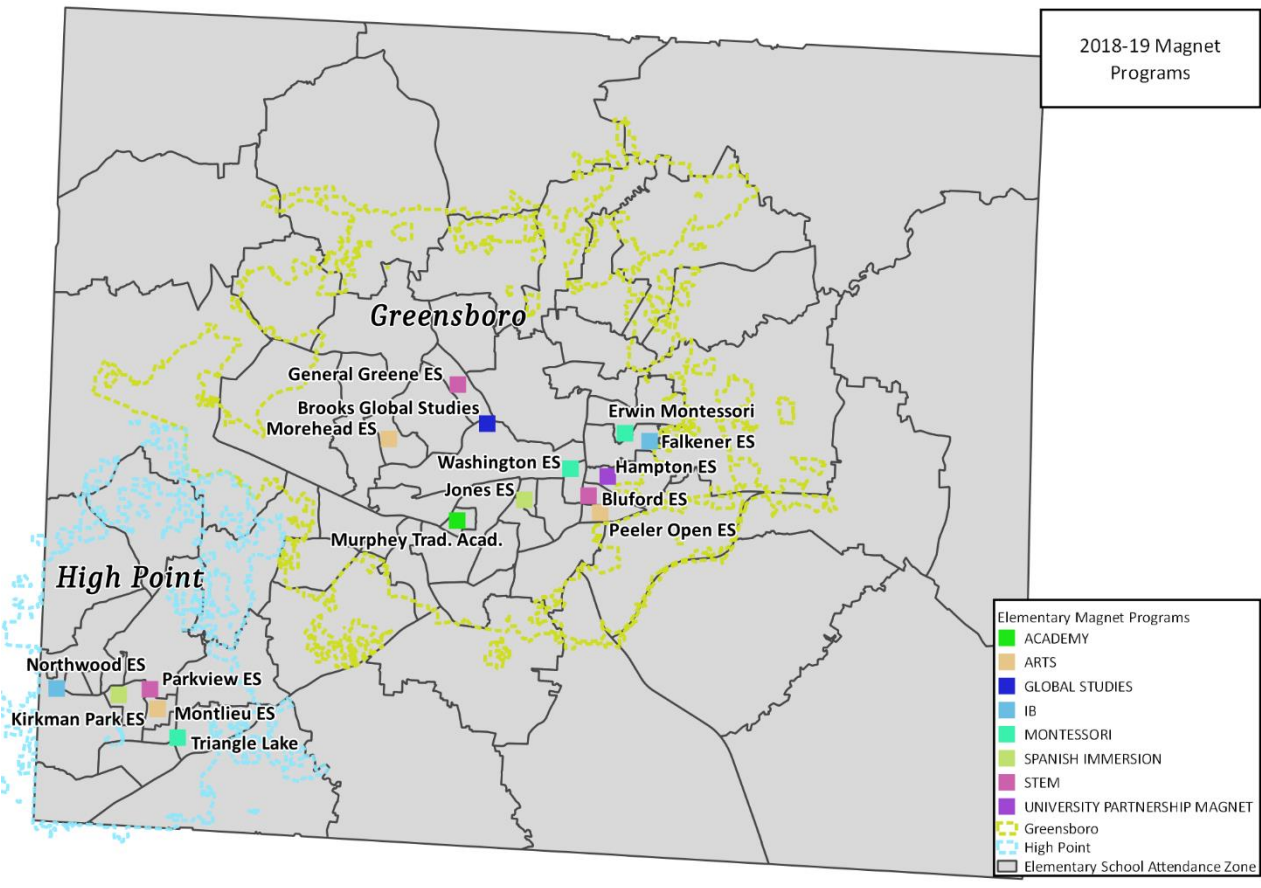 2018-19 Magnet
Programs
Greensboro
General Greene ES
Brooks Global Studies
Morehead ES
Erwin Montessori
Falkener ES
Washington ES
Hampton ES
Jones ES
Bluford ES
Peeler Open ES
Murphey Trad. Acad.
High Point
Northwood ES
Parkview ES
Kirkman Park ES
Montlieu ES
Triangle Lake
Elementary Magnet Programs
ACADEMY
ARTS
GLOBAL STUDIES
IB
MONTESSORI
SPANISH IMMERSION
STEM
UNIVERSITY PARTNERSHIP MAGNET
Greensboro
High Point
Elementary School Attendance Zone